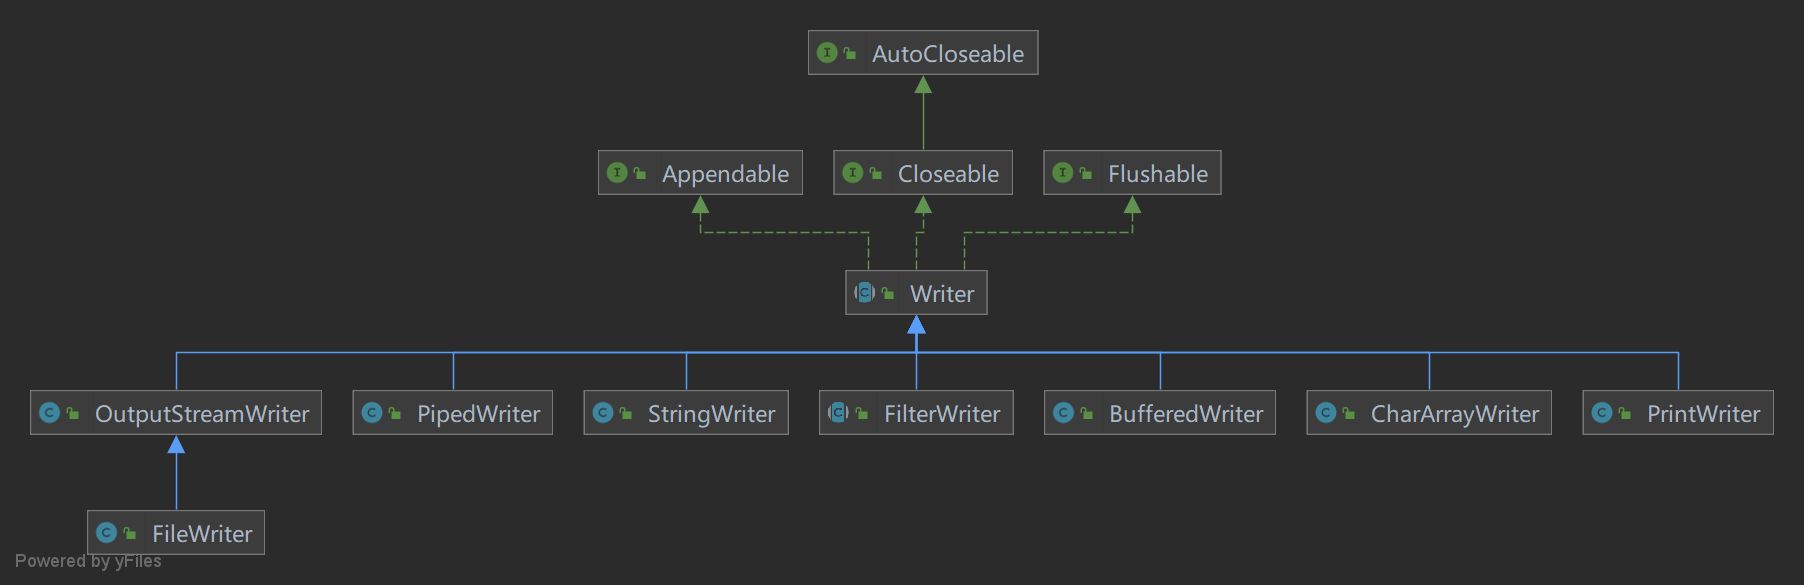 AutoCloseable
Appendable
Closeable
Flushable
Writer
OutputStreamWriter
PipedWriter
StringWriter
FilterWriter
BufferedWriter
CharArrayWriter
PrintWriter
FileWriter
Powered by yFiles